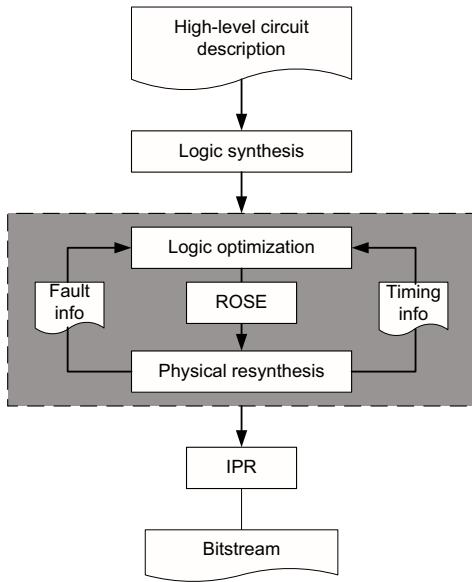 High-level circuit
description
Logic synthesis
Logic optimization
Fault
info
ROSE
Timing
info
Physical resynthesis
IPR
Bitstream